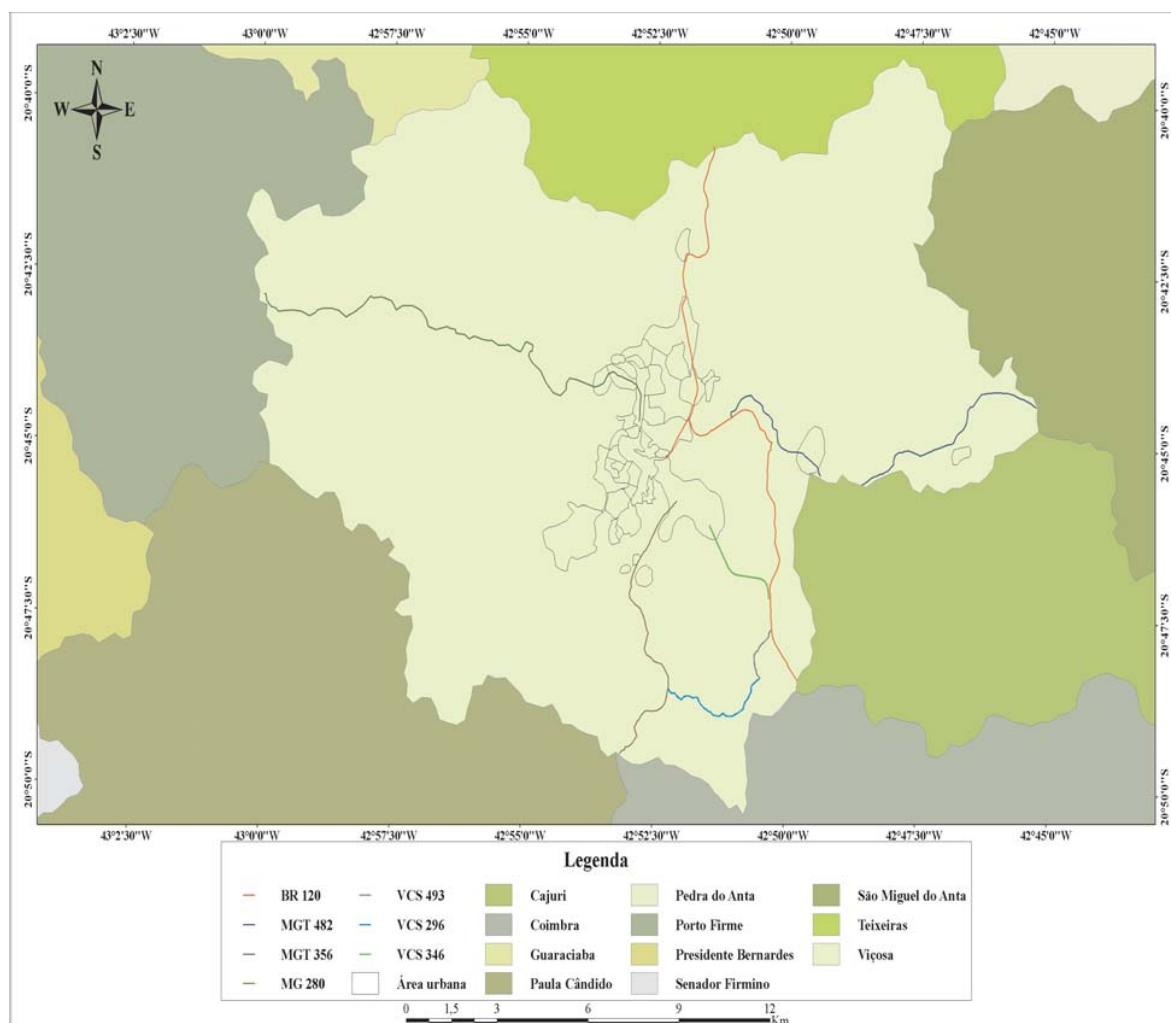 43°2'30"W 43°0'0"W 42°57'30"W 42°55'0"W 42°52'30"W 42°50'0"W 42°47'30"W 42°45'0"W
N
W E
S
20°40'0"S
20°42'30"S
20°45'0"S
20°47'30"S
20°50'0"S
20°40'0"S
20°42'30"S
20°45'0"S
20°47'30"S
20°50'0"S
43°2'30"W 43°0'0"W 42°57'30"W 42°55'0"W 42°52'30"W 42°50'0"W 42°47'30"W 42°45'0"W
Legenda
BR 120 VCS 493 Cajuri Pedra do Anta São Miguel do Anta
MGT 482 VCS 296 Coimbra Porto Firme Teixeiras
MGT 356 VCS 346 Guaraciaba Presidente Bernardes Viçosa
MG 280 Área urbana Paula Cândido Senador Firmino
0 1,5 3 6 9 12
Km